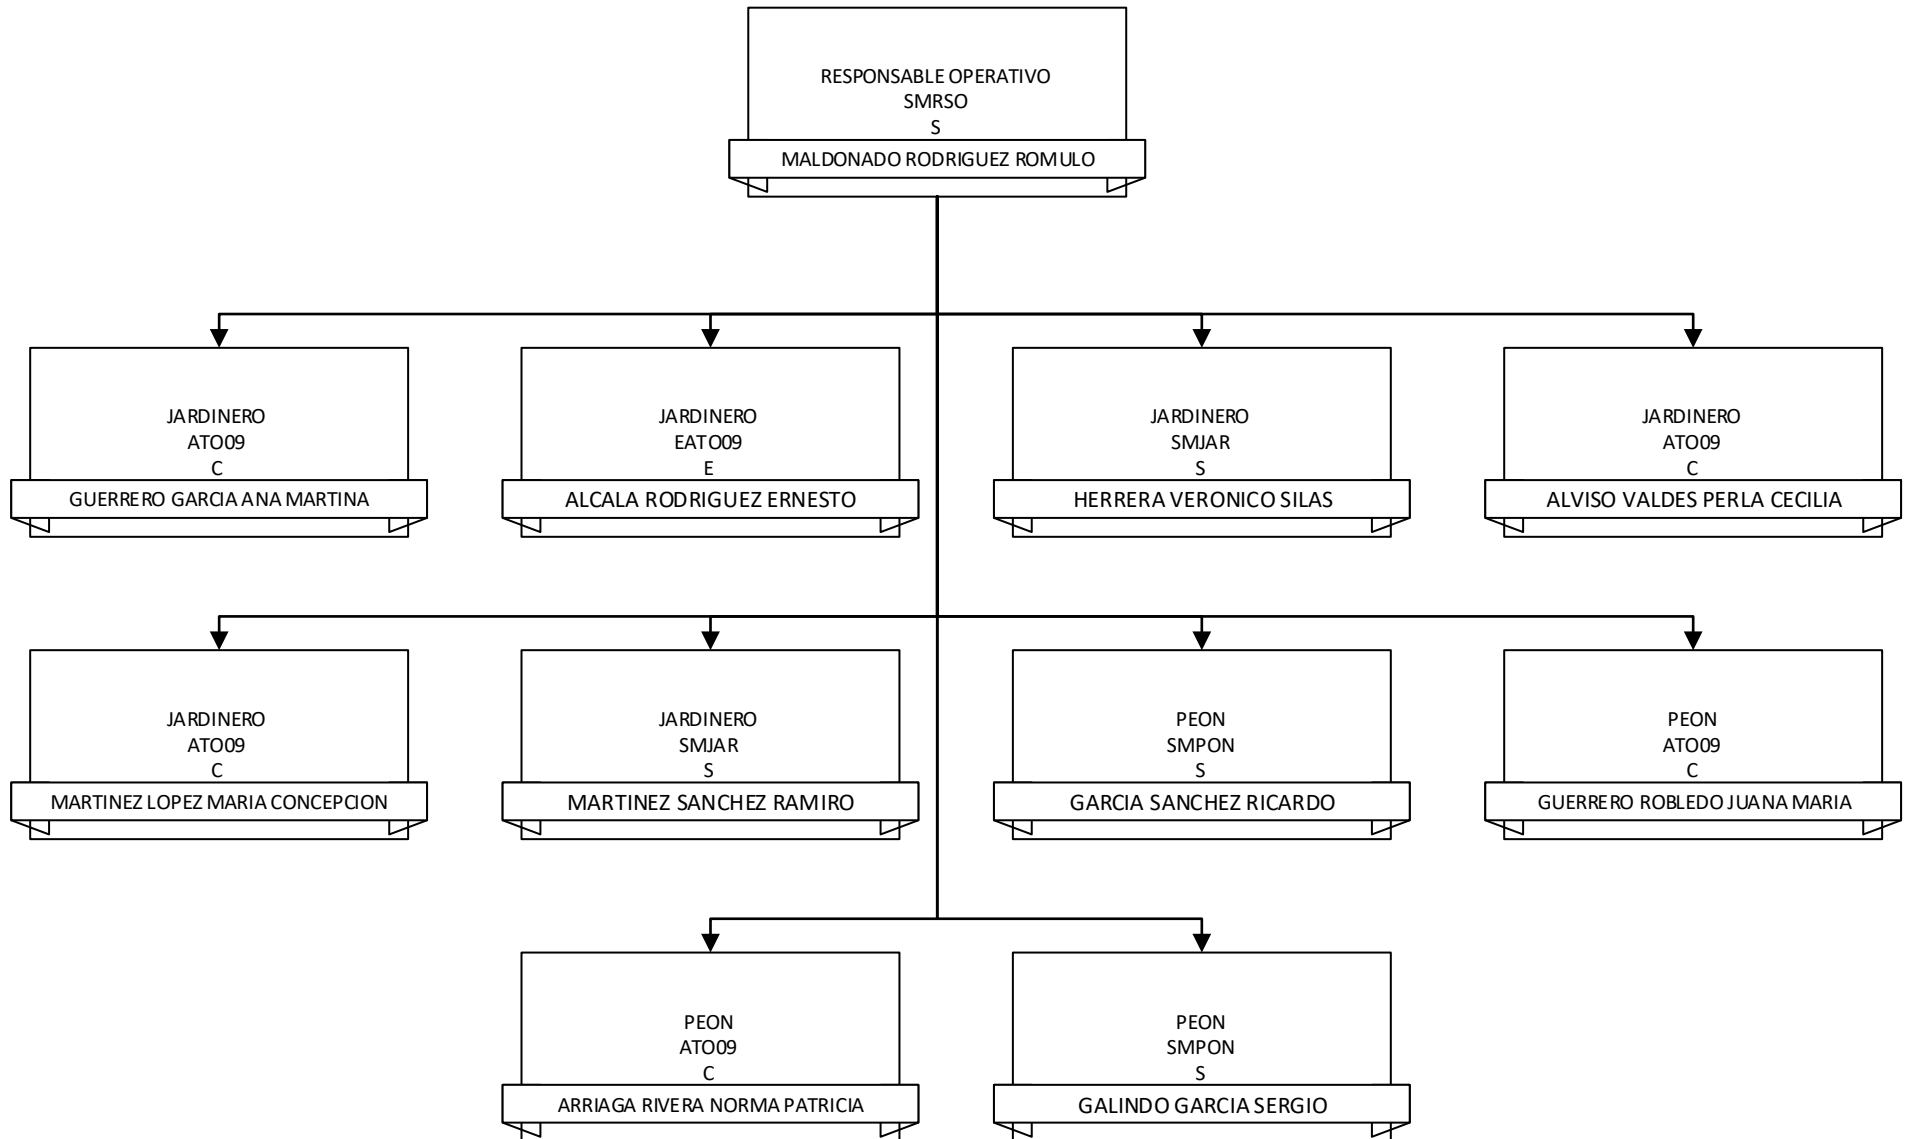 RESPONSABLE OPERATIVO
SMRSO
S
MALDONADO RODRIGUEZ ROMULO
JARDINERO
ATO09
C
GUERRERO GARCIA ANA MARTINA
JARDINERO
EATO09
E
ALCALA RODRIGUEZ ERNESTO
JARDINERO
SMJAR
S
HERRERA VERONICO SILAS
JARDINERO
ATO09
C
ALVISO VALDES PERLA CECILIA
JARDINERO
ATO09
C
MARTINEZ LOPEZ MARIA CONCEPCION
JARDINERO
SMJAR
S
MARTINEZ SANCHEZ RAMIRO
PEON
SMPON
S
GARCIA SANCHEZ RICARDO
PEON
ATO09
C
GUERRERO ROBLEDO JUANA MARIA
PEON
ATO09
C
ARRIAGA RIVERA NORMA PATRICIA
PEON
SMPON
S
GALINDO GARCIA SERGIO